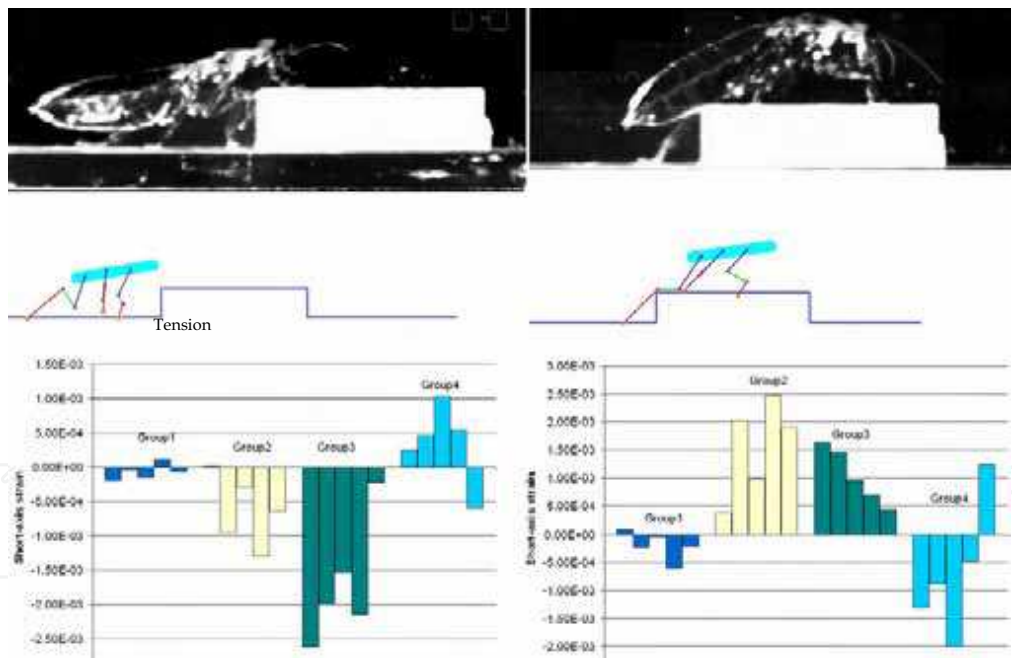 Tension
1.50E-03
1.00E-03
5.00E-04
0.00E+00
-5.00E-04
-1.00E-03
-1.50E-03
-2.00E-03
-2.50E-03
Short-axis strain
Group1
Group2
Group3
Group4
3.00E-03
2.50E-03
2.00E-03
1.50E-03
1.00E-03
5.00E-04
0.00E+00
-5.00E-04
-1.00E-03
-1.50E-03
-2.00E-03
Short-axis strain
Group1
Group2
Group3
Group4